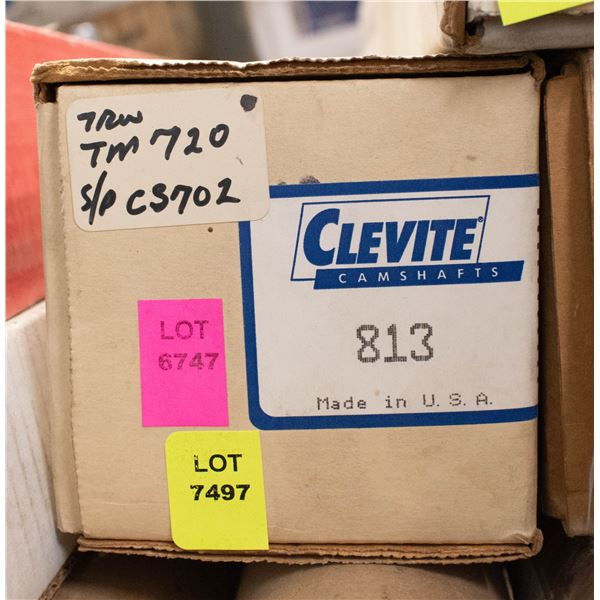 TRW
TM 720
S/P CS702
CLEVITE®
CAMSHAFTS
813
Made in U.S.A.
LOT
6747
LOT
7497